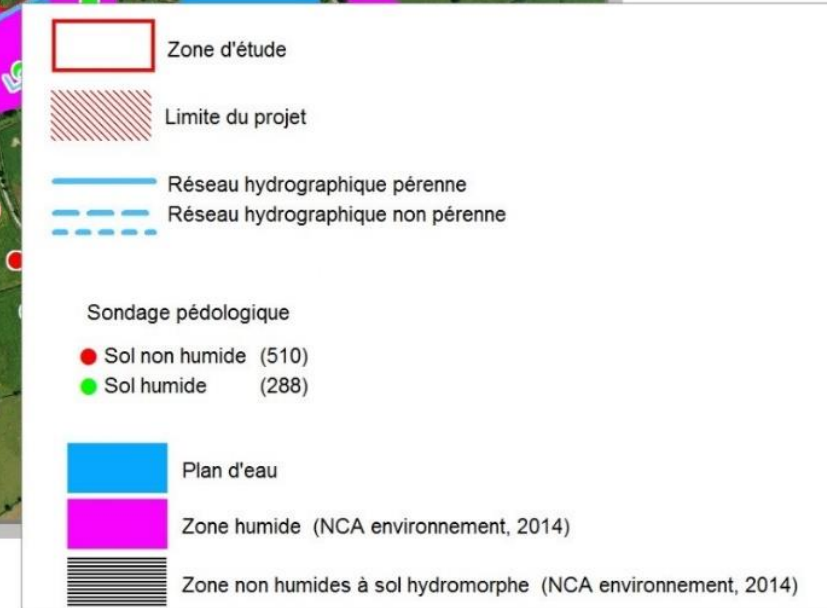 Zone d'étude
Limite du projet
Réseau hydrographique pérenne
Réseau hydrographique non pérenne
Sondage pédologique
Sol non humide (510)
Sol humide (288)
Plan d'eau
Zone humide (NCA environnement, 2014)
Zone non humides à sol hydromorphe (NCA environnement, 2014)